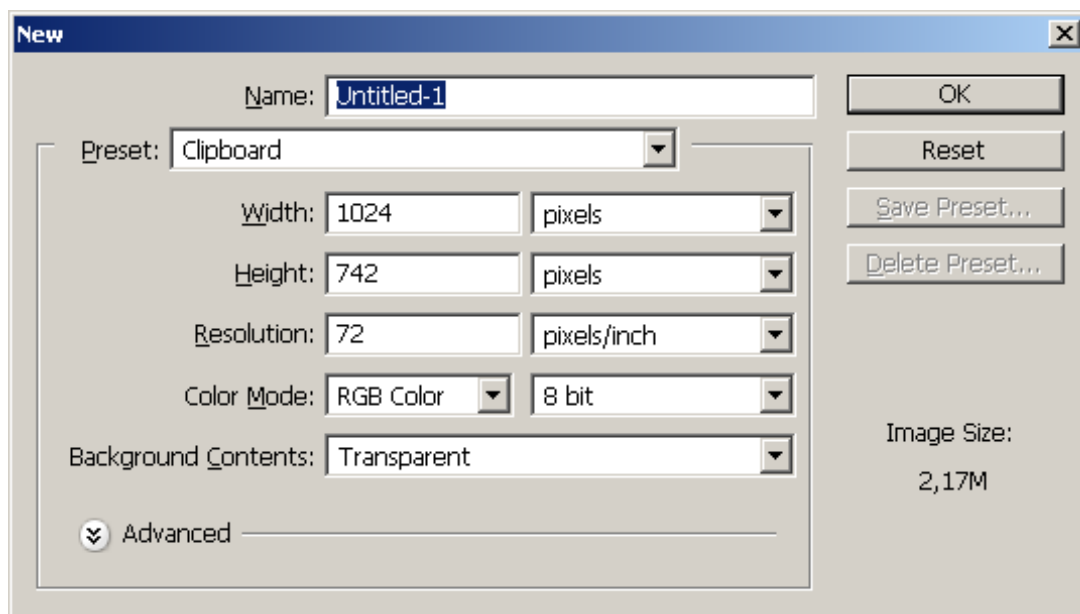 New
Name: Untitled-1
OK
Preset: Clipboard
Reset
Width: 1024 pixels
Save Preset...
Height: 742 pixels
Delete Preset...
Resolution: 72 pixels/inch
Color Mode: RGB Color 8 bit
Image Size:
Background Contents: Transparent
2,17M
Advanced